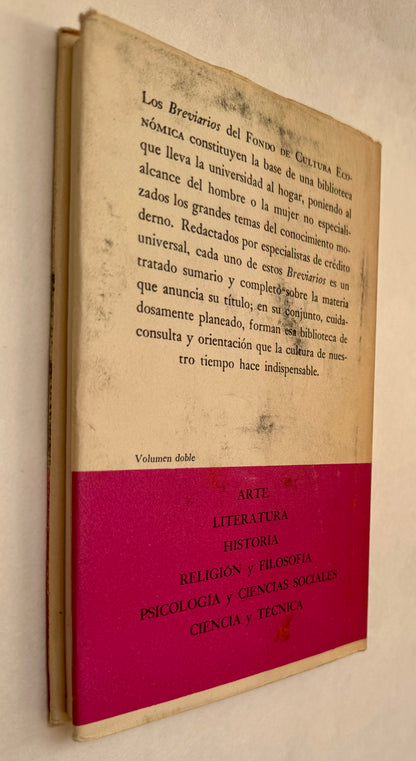 Los Breviarios del FONDO DE CULTURA ECO-
NÓMICA constituyen la base de una biblioteca
que lleva la universidad al hogar, poniendo al
alcance del hombre o la mujer no especiali-
zados los grandes temas del conocimiento mo-
derno. Redactados por especialistas de crédito
universal, cada uno de estos Breviarios es un
tratado sumario y completo sobre la materia
que anuncia su título; en su conjunto, cuida-
dosamente planeado, forman esa biblioteca de
consulta y orientación que la cultura de nues-
tro tiempo hace indispensable.
Volumen doble
ARTE
LITERATURA
HISTORIA
RELIGIÓN y FILOSOFÍA
PSICOLOGÍA y CIENCIAS SOCIALES
CIENCIA y TÉCNICA